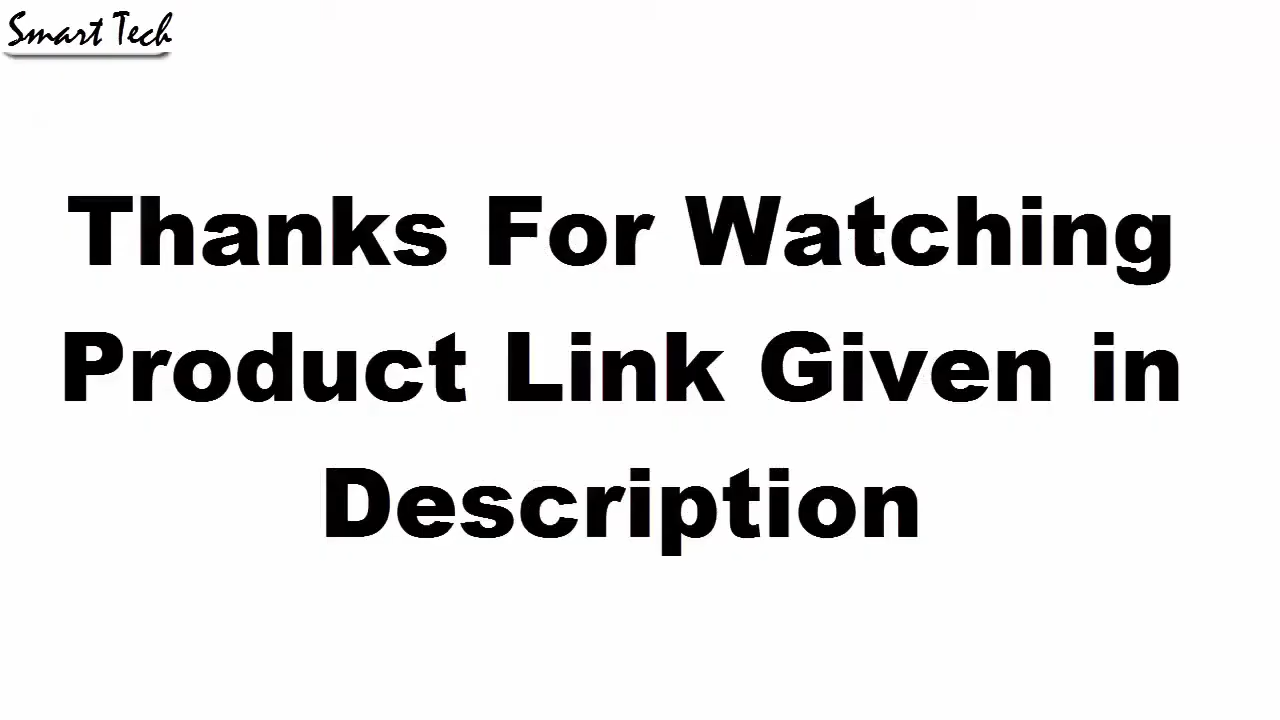 Smart Tech
Thanks For Watching
Product Link Given in
Description